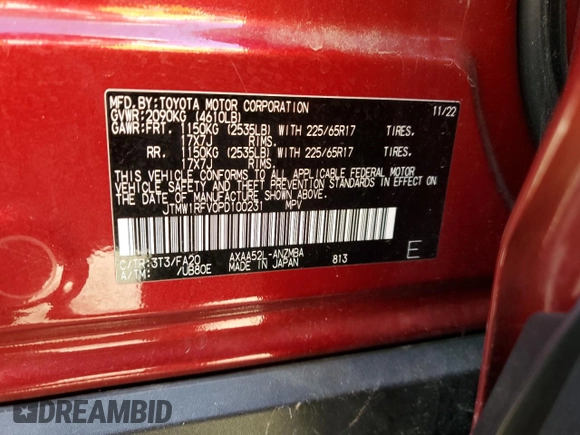 MFD.BY:TOYOTA MOTOR CORPORATION 11/22
GVWR:2090KG (4610LB)
GAWR:FRT. 1150KG (2535LB) WITH 225/65R17 TIRES.
17X7J RIMS.
RR. 1150KG (2535LB) WITH 225/65R17 TIRES.
17X7J RIMS.
THIS VEHICLE CONFORMS TO ALL APPLICABLE FEDERAL MOTOR
VEHICLE SAFETY AND THEFT PREVENTION STANDARDS IN EFFECT ON
THE DATE OF MANUFACTURE SHOWN ABOVE.
JTMW1RFV0PD100231 MPV
C/TR:3T3/FA20 AXAA52L-ANZMBA
A/TM: /UB80E MADE IN JAPAN 813 E
DREAMBID